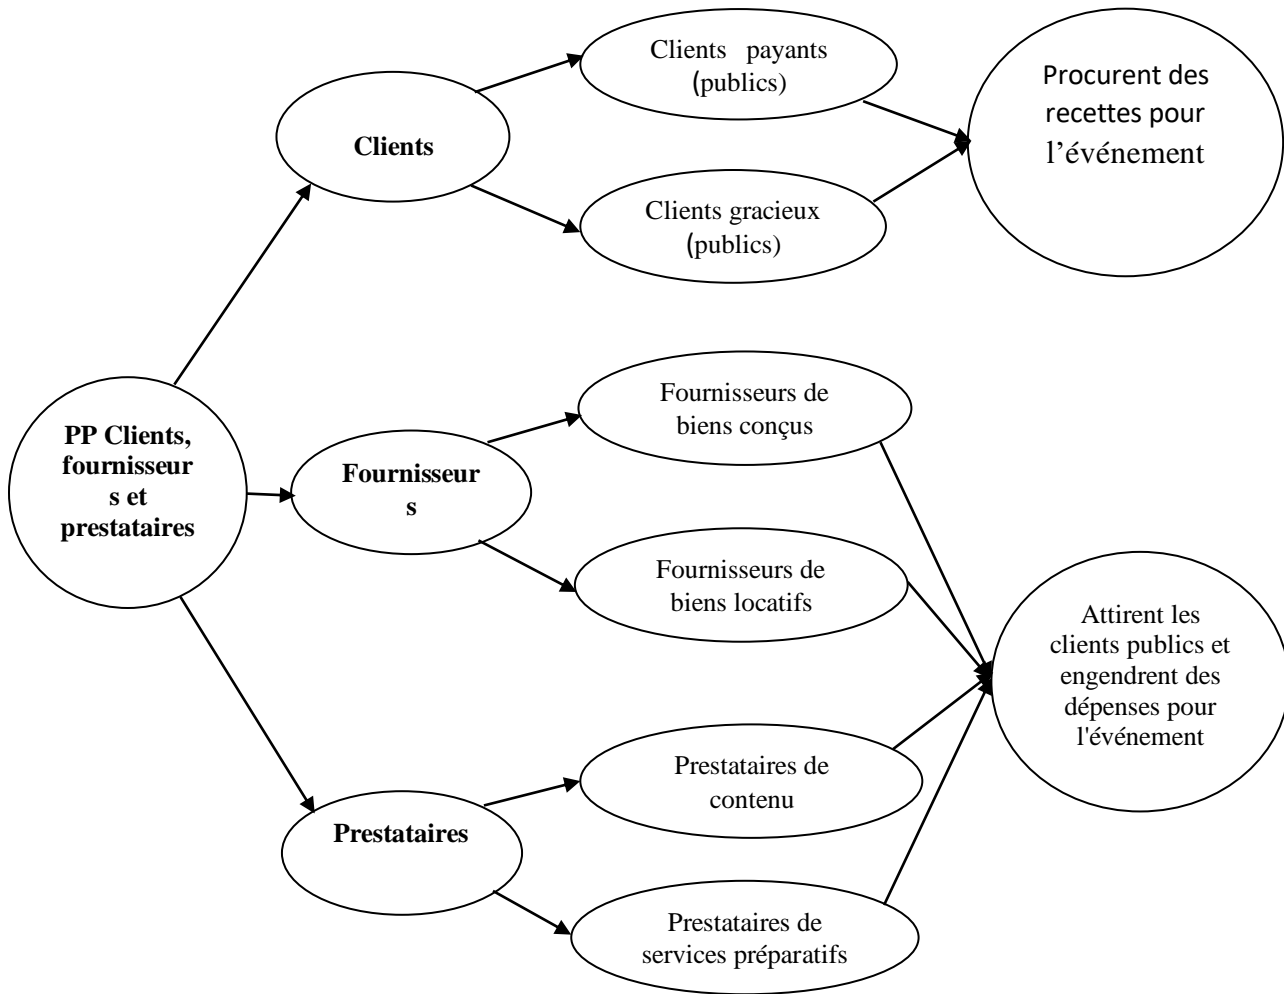 Clients payants
(publics)
Procurent des
recettes pour
l'événement
Clients
Clients gracieux
(publics)
PP Clients,
fournisseur
s et
prestataires
Fournisseur
s
Fournisseurs de
biens conçus
Fournisseurs de
biens locatifs
Attirent les
clients publics et
engendrent des
dépenses pour
l'événement
Prestataires
Prestataires de
contenu
Prestataires de
services préparatifs